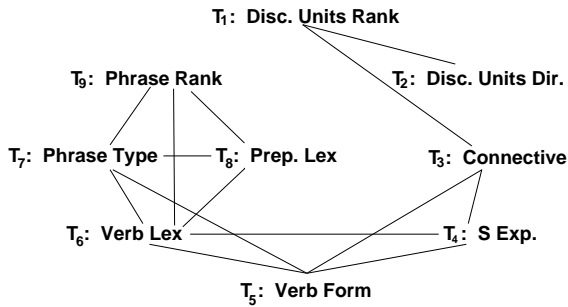 T₁: Disc. Units Rank
T₉: Phrase Rank
T₂: Disc. Units Dir.
T₇: Phrase Type
T₈: Prep. Lex
T₃: Connective
T₆: Verb Lex
T₄: S Exp.
T₅: Verb Form